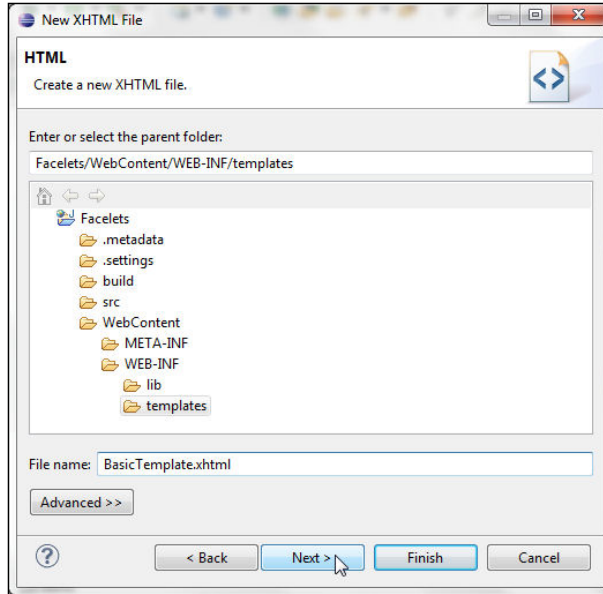 New XHTML File
HTML
Create a new XHTML file.
Enter or select the parent folder:
Facelets/WebContent/WEB-INF/templates
Facelets
.metadata
.settings
build
src
WebContent
META-INF
WEB-INF
lib
templates
File name: BasicTemplate.xhtml
Advanced >>
? < Back Next > Finish Cancel